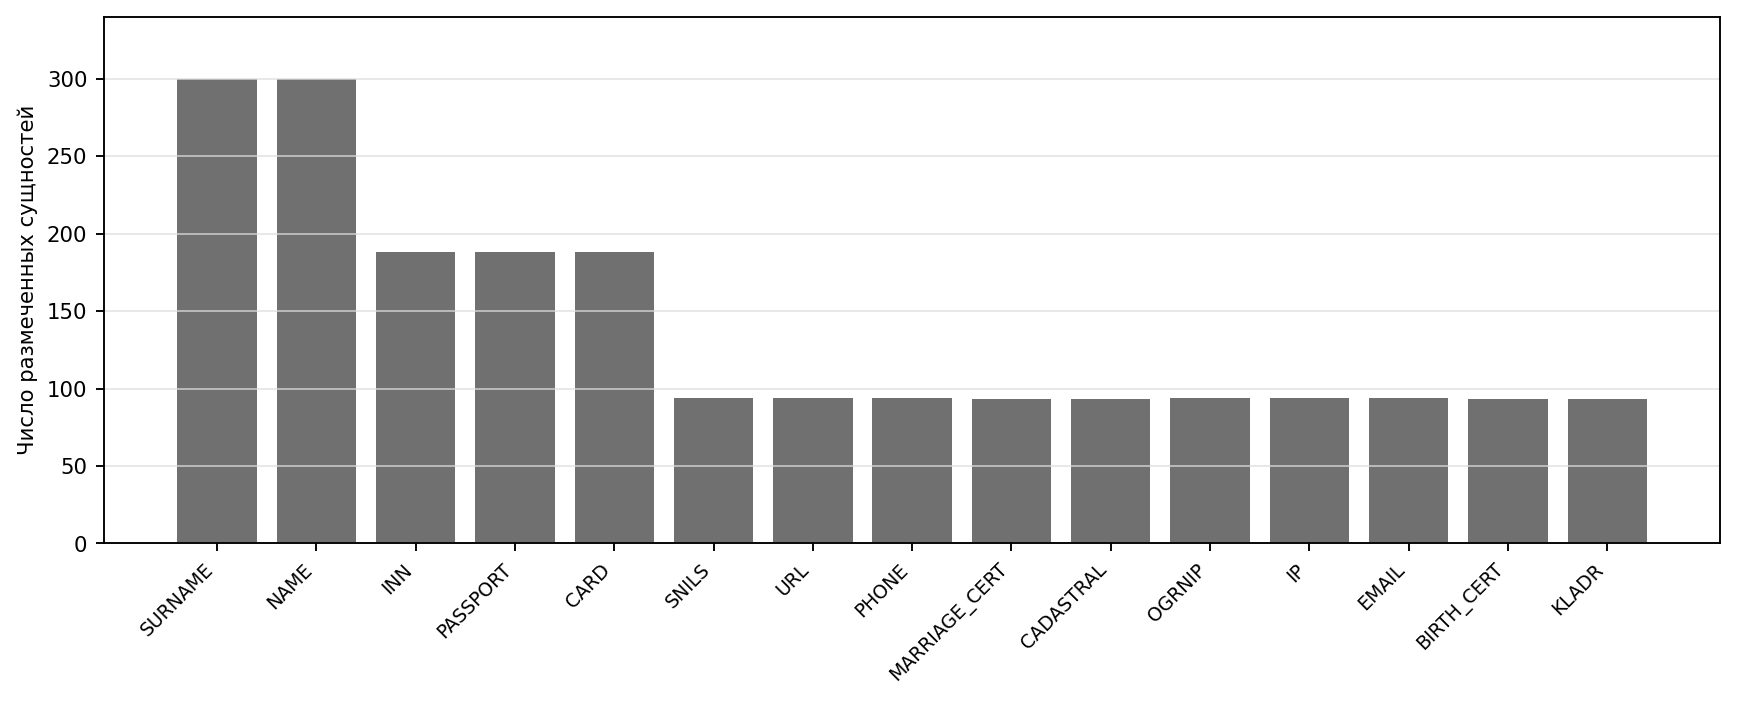 Число размеченных сущностей
300
250
200
150
100
50
0
SURNAME
NAME
INN
PASSPORT
CARD
SNILS
URL
PHONE
MARRIAGE_CERT
CADASTRAL
OGRNIP
IP
EMAIL
BIRTH_CERT
KLADR